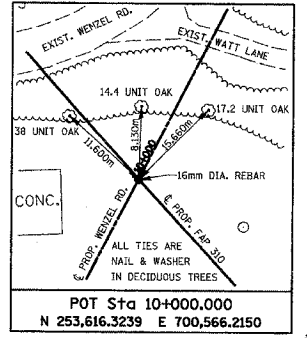 EXIST. WENZEL RD.
EXIST. WATT LANE
14.4 UNIT OAK
17.2 UNIT OAK
38 UNIT OAK
11.600m
8.130m
15.660m
16mm DIA. REBAR
CONC.
℄ PROP. WENZEL RD.
℄ PROP. FAP 310
ALL TIES ARE
NAIL & WASHER
IN DECIDUOUS TREES
POT Sta 10+000.000
N 253,616.3239 E 700,566.2150